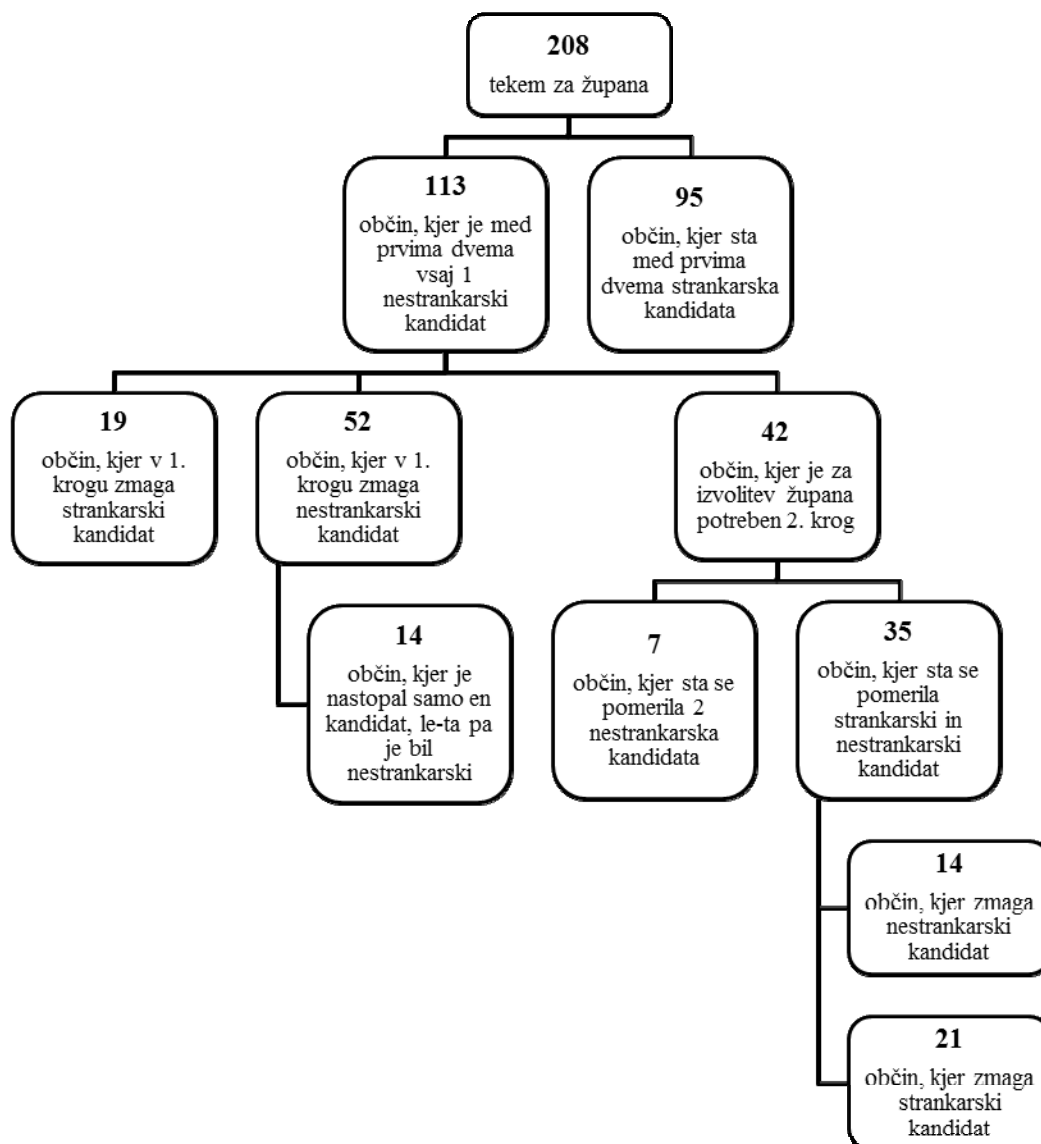 208
tekem za župana
113
občin, kjer je med
prvima dvema
vsaj 1
nestrankarski
kandidat
95
občin, kjer sta
med prvima
dvema strankarska
kandidata
19
občin, kjer v 1.
krogu zmaga
strankarski
kandidat
52
občin, kjer v 1.
krogu zmaga
nestrankarski
kandidat
42
občin, kjer je za
izvolitev župana
potreben 2. krog
14
občin, kjer je
nastopal samo en
kandidat, le-ta pa
je bil
nestrankarski
7
občin, kjer sta se
pomerila 2
nestrankarska
kandidata
35
občin, kjer sta se
pomerila
strankarski in
nestrankarski
kandidat
14
občin, kjer zmaga
nestrankarski
kandidat
21
občin, kjer zmaga
strankarski
kandidat